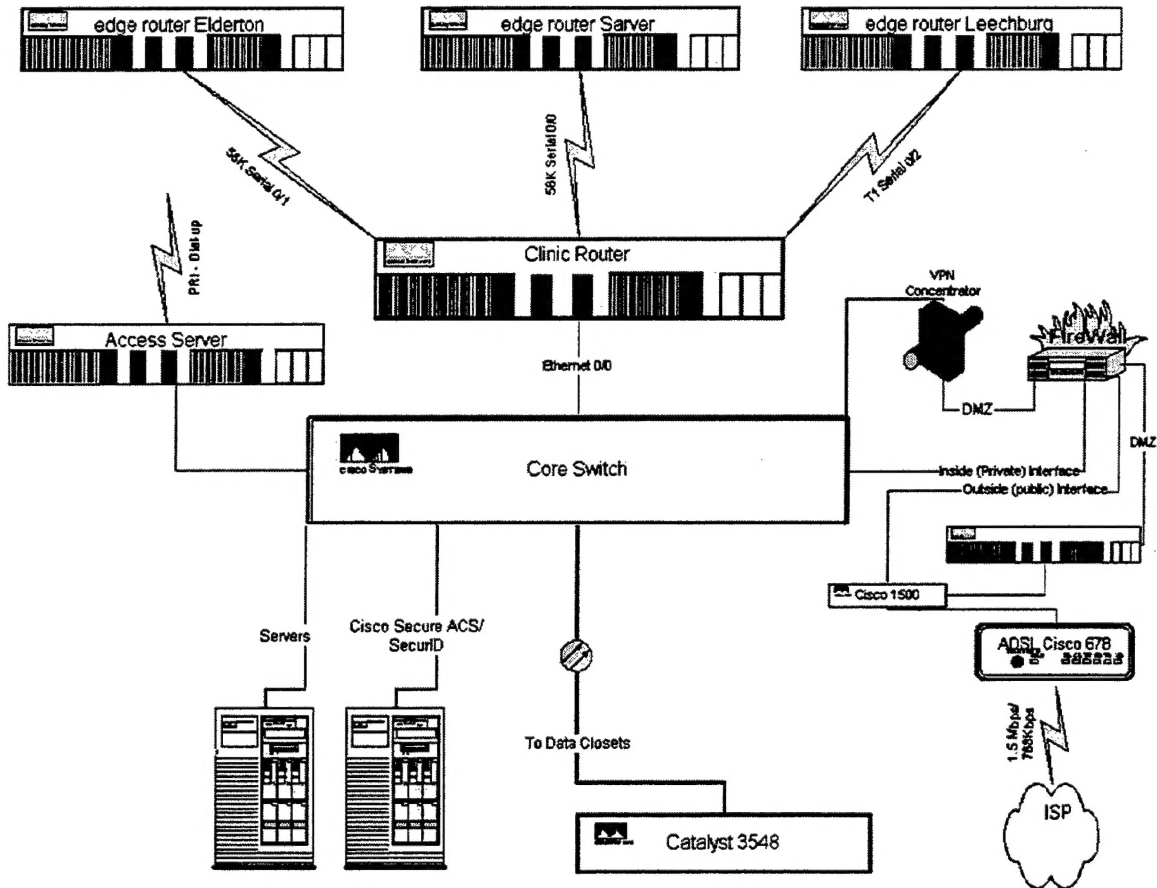 edge router Elderton
edge router Sarver
edge router Leechburg
56K Serial 0/1
56K Serial 0/0
T1 Serial 0/2
PRI - Dial-up
Clinic Router
VPN
Concentrator
FireWall
Access Server
Ethernet 0/0
DMZ
DMZ
CISCO SYSTEMS
Core Switch
Inside (Private) Interface
Outside (public) Interface
Cisco 1500
Servers
Cisco Secure ACS/
SecurID
ADSL Cisco 678
1.5 Mbps/
768Kbps
To Data Closets
ISP
Catalyst 3548